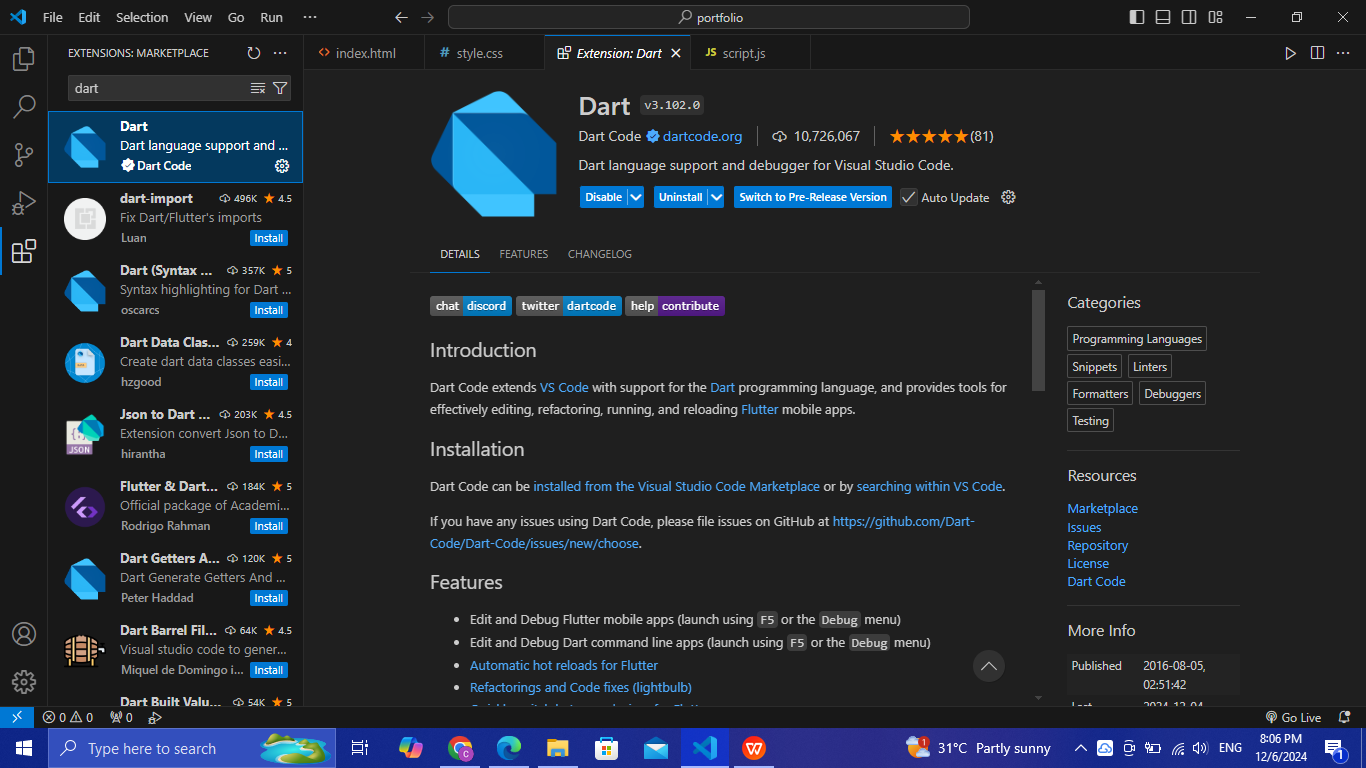 File Edit Selection View Go Run ···
portfolio
EXTENSIONS: MARKETPLACE
dart
Dart
Dart language support and ...
Dart Code
dart-import 496K 4.5
Fix Dart/Flutter's imports
Luan Install
Dart (Syntax ... 357K 5
Syntax highlighting for Dart ...
oscarcs Install
Dart Data Clas... 259K 4
Create dart data classes easi...
hzgood Install
Json to Dart ... 203K 4.5
Extension convert Json to D...
hirantha Install
Flutter & Dart... 184K 5
Official package of Academi...
Rodrigo Rahman Install
Dart Getters A... 120K 5
Dart Generate Getters And ...
Peter Haddad Install
Dart Barrel Fil... 64K 4.5
Visual studio code to gener...
Miquel de Domingo i... Install
Dart Built Valu... 54K 5
index.html style.css Extension: Dart JS script.js
Dart v3.102.0
Dart Code dartcode.org 10,726,067 (81)
Dart language support and debugger for Visual Studio Code.
Disable Uninstall Switch to Pre-Release Version Auto Update
DETAILS FEATURES CHANGELOG
chat discord twitter dartcode help contribute
Introduction
Dart Code extends VS Code with support for the Dart programming language, and provides tools for
effectively editing, refactoring, running, and reloading Flutter mobile apps.
Installation
Dart Code can be installed from the Visual Studio Code Marketplace or by searching within VS Code.
If you have any issues using Dart Code, please file issues on GitHub at https://github.com/Dart-
Code/Dart-Code/issues/new/choose.
Features
• Edit and Debug Flutter mobile apps (launch using F5 or the Debug menu)
• Edit and Debug Dart command line apps (launch using F5 or the Debug menu)
• Automatic hot reloads for Flutter
• Refactorings and Code fixes (lightbulb)
Categories
Programming Languages
Snippets Linters
Formatters Debuggers
Testing
Resources
Marketplace
Issues
Repository
License
Dart Code
More Info
Published 2016-08-05,
02:51:42
0 0 0 Go Live
Type here to search
31°C Partly sunny ENG
8:06 PM
12/6/2024